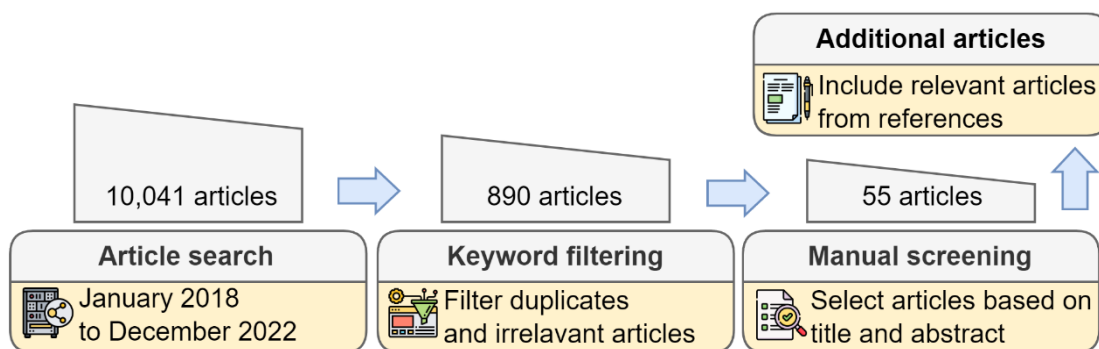 Additional articles
Include relevant articles
from references
10,041 articles
890 articles
55 articles
Article search
January 2018
to December 2022
Keyword filtering
Filter duplicates
and irrelavant articles
Manual screening
Select articles based on
title and abstract